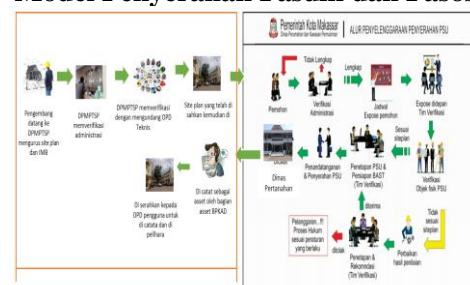 Model Penyerahan Fasum dan Fasos
Pengembang
datang ke
DPMPTSP
mengurus site plan
dan IMB
DPMPTSP
memverifikasi
administrasi
DPMPTSP memverifikasi
dengan mengundang OPD
Teknis
Site plan yang telah di
sahkan kemudian di
Di serahkan kepada
OPD pengguna untuk
di catata dan di
pelihara
Di catat sebagai
asset oleh bagian
asset BPKAD
Pemerintah Kota Makassar
ALUR PENYELENGGARAAN PENYERAHAN PSU
Tidak Lengkap
Lengkap
Pemohon
Verifikasi
Administrasi
Jadwal
Expose pemohon
Expose didepan
Tim Verifikasi
Sesuai
siteplan
Dinas
Pertanahan
Penandatanganan
& Penyerahan PSU
Penetapan PSU &
Penyiapan BAST
(Tim Verifikasi)
Verifikasi
Objek fisik PSU
diterima
Tidak
sesuai
siteplan
Pelanggaran...!!!
Proses Hukum
sesuai peraturan
yang berlaku
ditolak
Penetapan &
Rekomendasi
(Tim Verifikasi)
Perbaikan
hasil penilaian